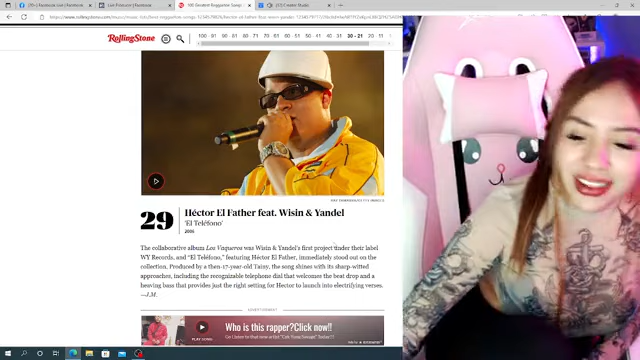 RollingStone
100 91 90 81 80 71 70 61 60 51 50 41 40 31 30 - 21 20 11
29
Héctor El Father feat. Wisin & Yandel
'El Teléfono'
2006
The collaborative album Los Vaqueros was Wisin & Yandel's first project under their label
WY Records, and "El Teléfono," featuring Héctor El Father, immediately stood out on the
collection. Produced by a then-17-year-old Tainy, the song shines with its sharp-witted
approaches, including the recognizable telephone dial that welcomes the beat drop and a
heavy bass that provides just the right setting for Héctor to launch into electrifying verses.
—J.M.
ADVERTISEMENT
Who is this rapper?Click now!!
PLAY SONG